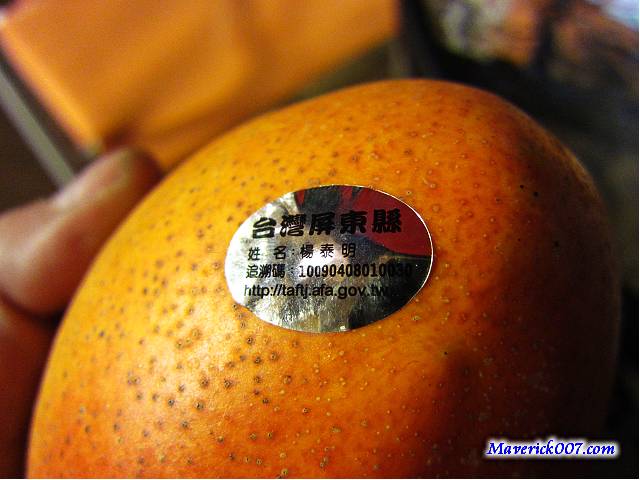 台灣屏東縣
姓 名:楊 泰 明
追溯碼:10090408010030
http://taftj.afa.gov.tw
Maverick007.com